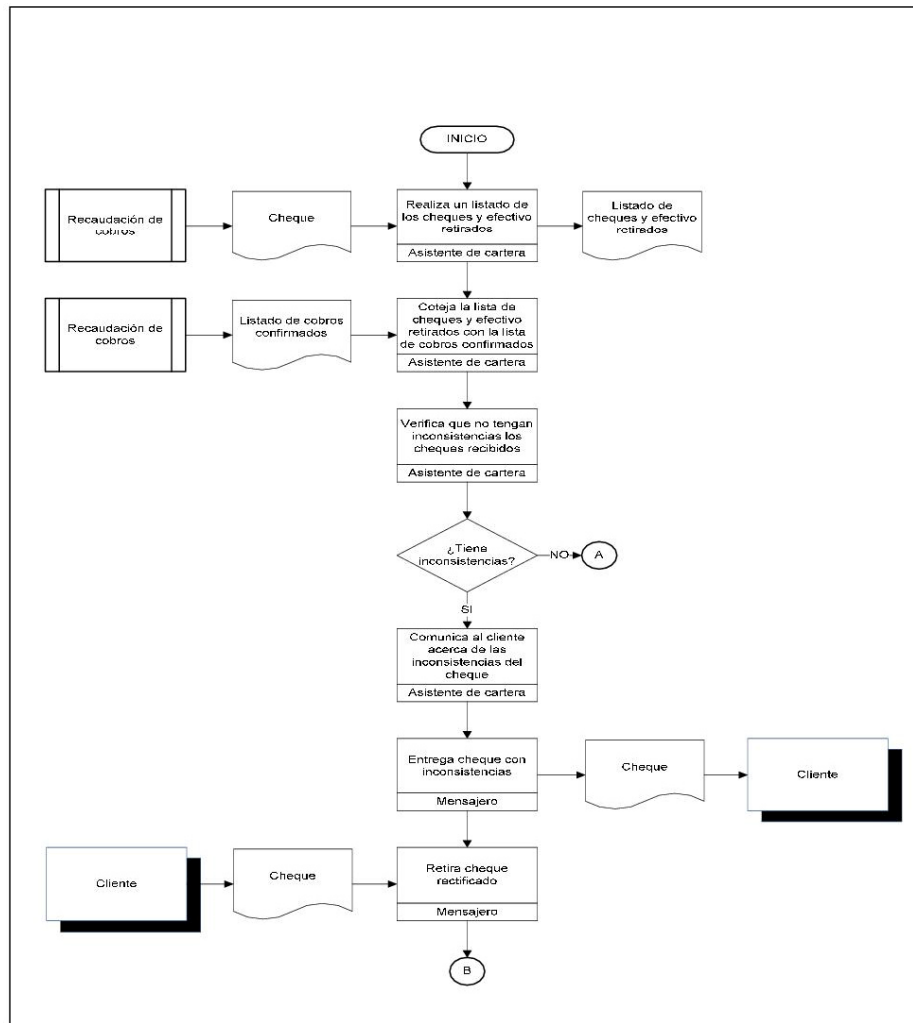 INICIO
Recaudación de
cobros
Cheque
Realiza un listado de
los cheques y efectivo
retirados
Asistente de cartera
Listado de
cheques y efectivo
retirados
Recaudación de
cobros
Listado de cobros
confirmados
Coteja la lista de
cheques y efectivo
retirados con la lista
de cobros confirmados
Asistente de cartera
Verifica que no tengan
inconsistencias los
cheques recibidos
Asistente de cartera
¿Tiene
inconsistencias?
NO
A
SI
Comunica al cliente
acerca de las
inconsistencias del
cheque
Asistente de cartera
Entrega cheque con
inconsistencias
Mensajero
Cheque
Cliente
Cliente
Cheque
Retira cheque
rectificado
Mensajero
B